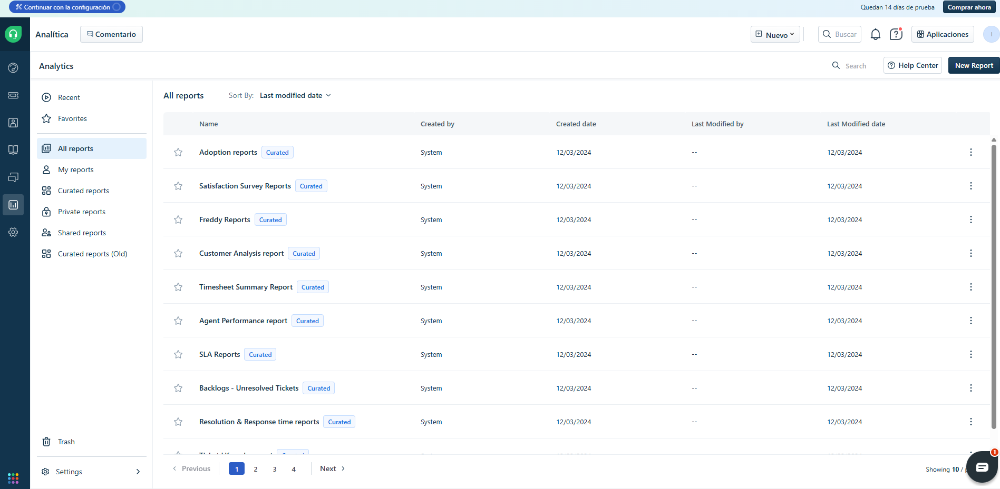 Continuar con la configuración
Quedan 14 días de prueba
Comprar ahora
Analítica
Comentario
Nuevo
Buscar
Aplicaciones
I
Analytics
Search
Help Center
New Report
Recent
Favorites
All reports
My reports
Curated reports
Private reports
Shared reports
Curated reports (Old)
Trash
Settings
All reports
Sort By: Last modified date
Name Created by Created date Last Modified by Last Modified date
Adoption reports Curated System 12/03/2024 -- 12/03/2024
Satisfaction Survey Reports Curated System 12/03/2024 -- 12/03/2024
Freddy Reports Curated System 12/03/2024 -- 12/03/2024
Customer Analysis report Curated System 12/03/2024 -- 12/03/2024
Timesheet Summary Report Curated System 12/03/2024 -- 12/03/2024
Agent Performance report Curated System 12/03/2024 -- 12/03/2024
SLA Reports Curated System 12/03/2024 -- 12/03/2024
Backlogs - Unresolved Tickets Curated System 12/03/2024 -- 12/03/2024
Resolution & Response time reports Curated System 12/03/2024 -- 12/03/2024
Previous 1 2 3 4 Next
Showing 10 /
1